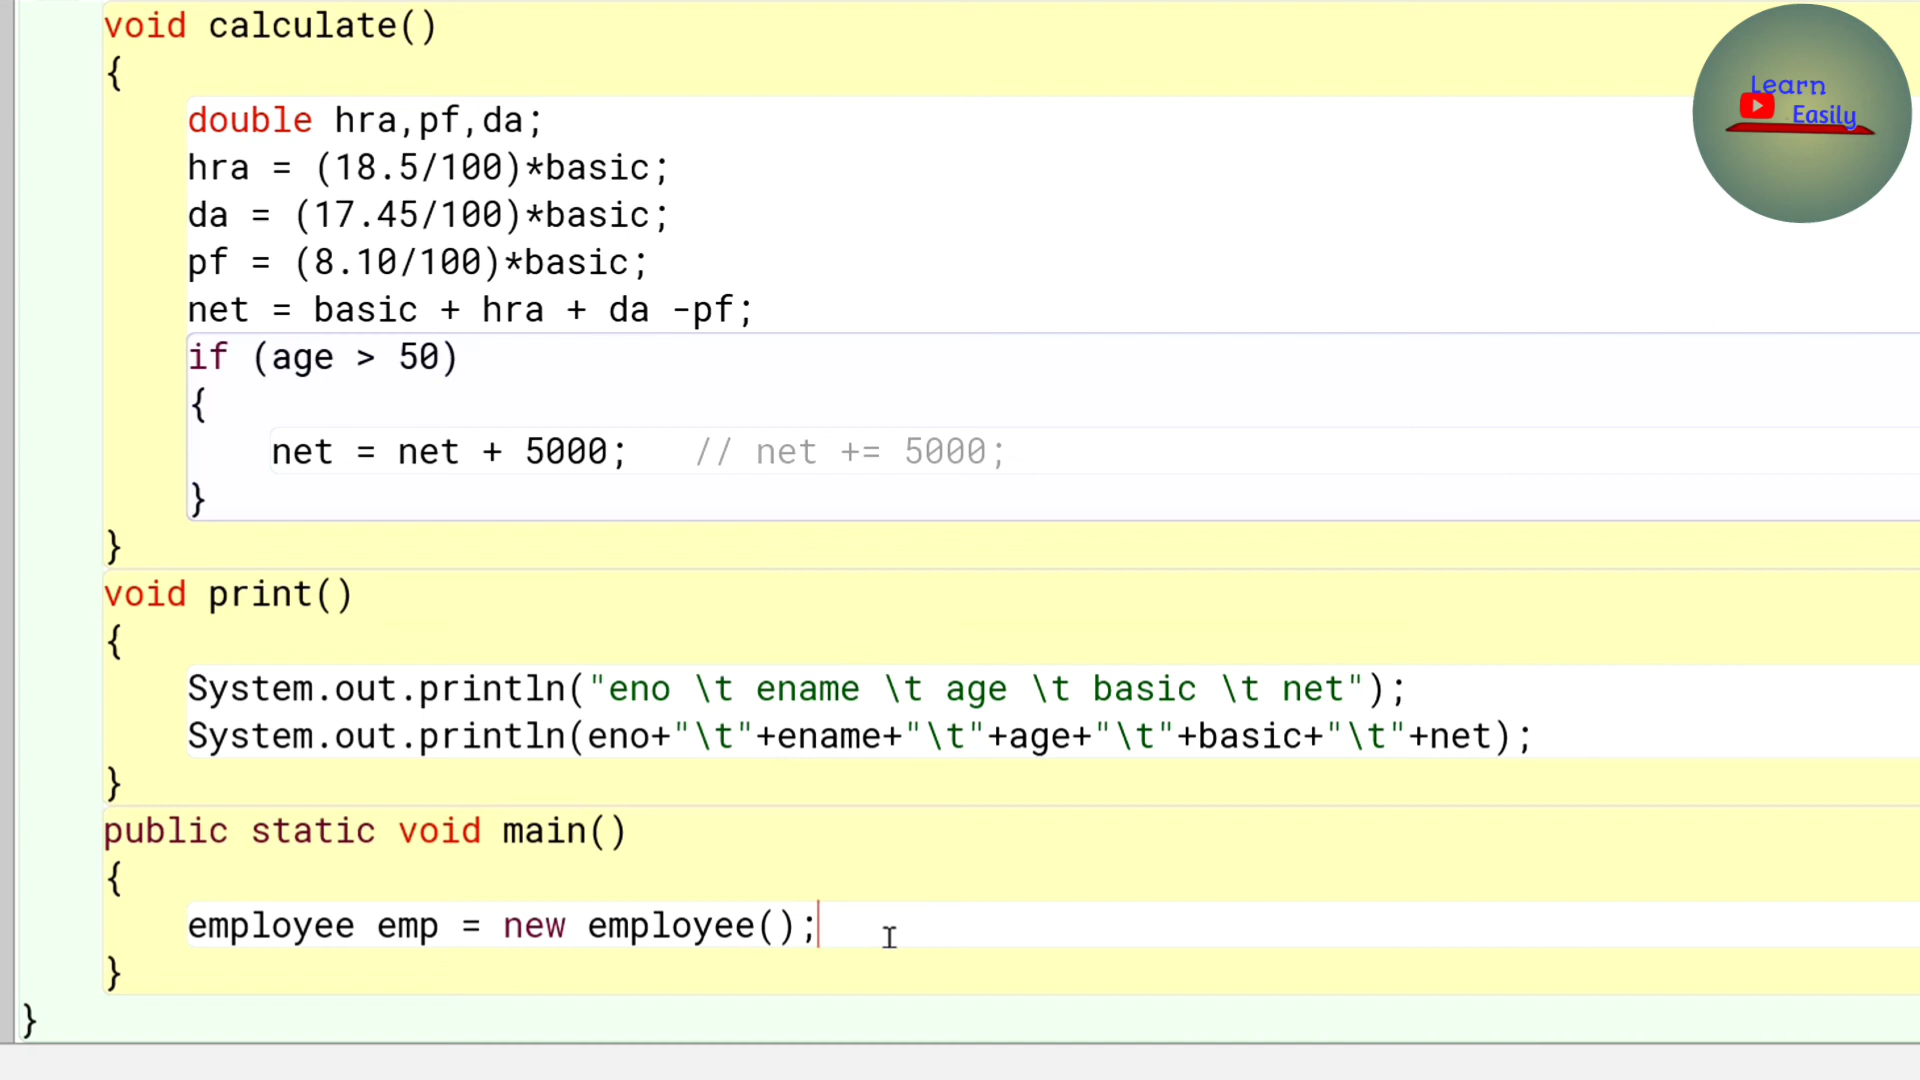 void calculate()
{
double hra,pf,da;
hra = (18.5/100)*basic;
da = (17.45/100)*basic;
pf = (8.10/100)*basic;
net = basic + hra + da -pf;
if (age > 50)
{
net = net + 5000;   // net += 5000;
}
}
void print()
{
System.out.println("eno \t ename \t age \t basic \t net");
System.out.println(eno+"\t"+ename+"\t"+age+"\t"+basic+"\t"+net);
}
public static void main()
{
employee emp = new employee();
}
}
Learn
Easily